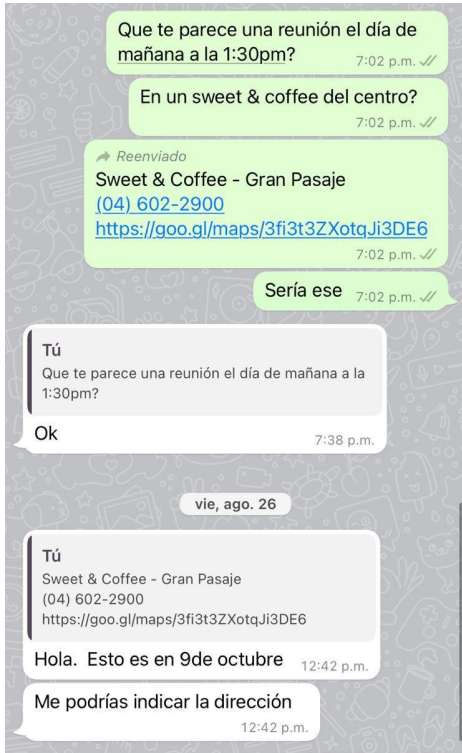 Que te parece una reunión el día de
mañana a la 1:30pm?
7:02 p.m.
En un sweet & coffee del centro?
7:02 p.m.
Reenviado
Sweet & Coffee - Gran Pasaje
(04) 602-2900
https://goo.gl/maps/3fi3t3ZXotqJi3DE6
7:02 p.m.
Sería ese 7:02 p.m.
Tú
Que te parece una reunión el día de mañana a la
1:30pm?
Ok
7:38 p.m.
vie, ago. 26
Tú
Sweet & Coffee - Gran Pasaje
(04) 602-2900
https://goo.gl/maps/3fi3t3ZXotqJi3DE6
Hola.  Esto es en 9de octubre 12:42 p.m.
Me podrías indicar la dirección
12:42 p.m.